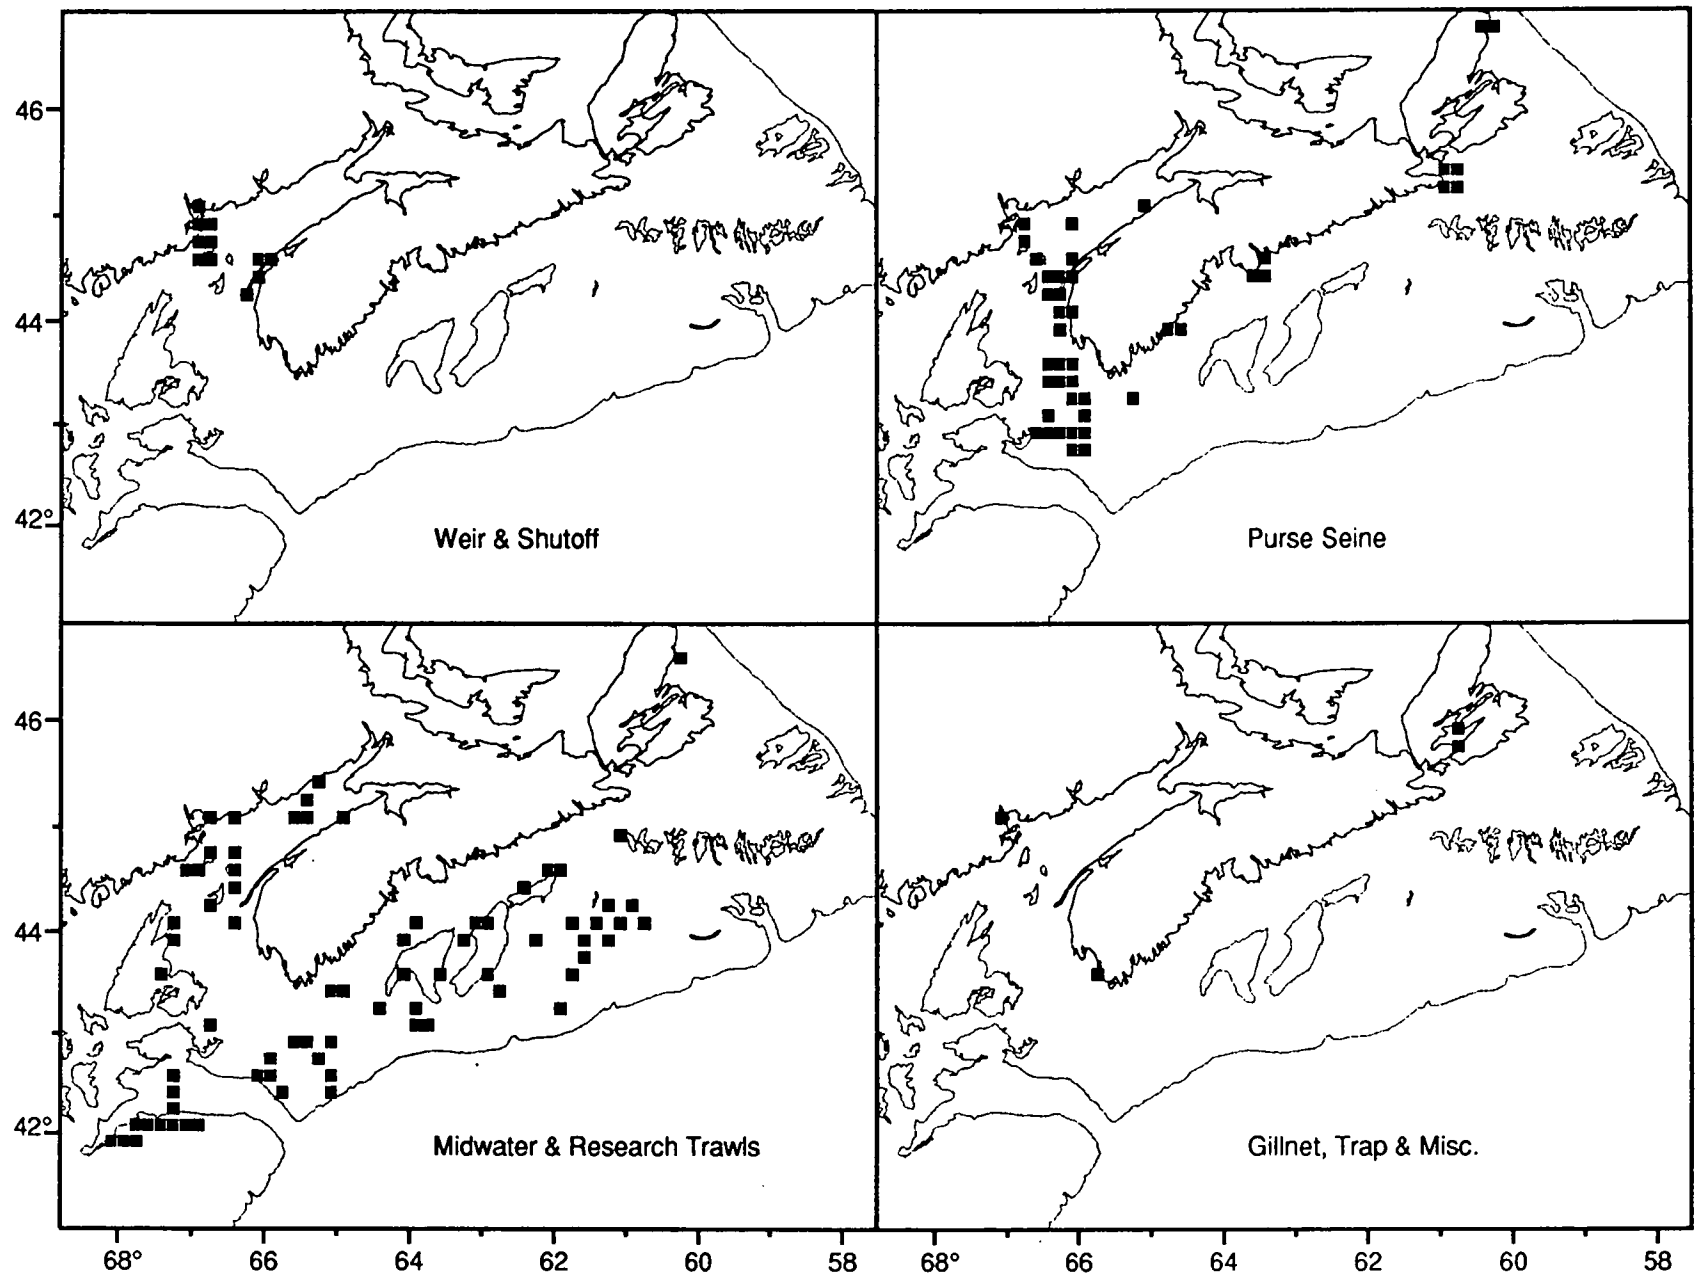 46
44
42°
Weir & Shutoff
Purse Seine
46
44
42°
Midwater & Research Trawls
Gillnet, Trap & Misc.
68° 66 64 62 60 58 68° 66 64 62 60 58